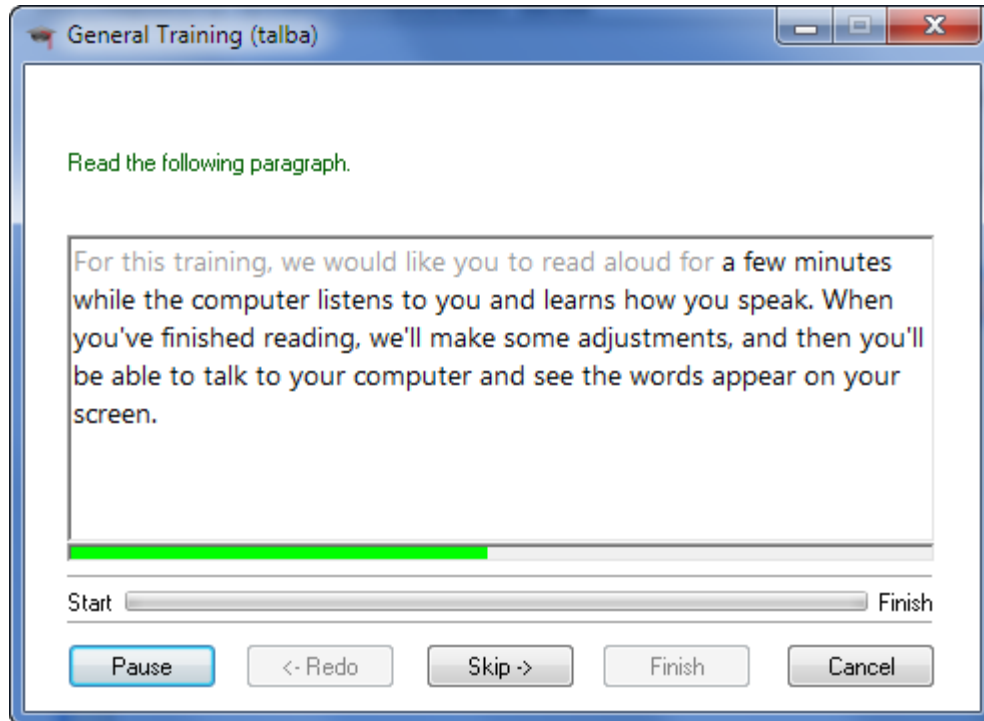 General Training (talba)
Read the following paragraph.
For this training, we would like you to read aloud for a few minutes
while the computer listens to you and learns how you speak. When
you've finished reading, we'll make some adjustments, and then you'll
be able to talk to your computer and see the words appear on your
screen.
Start Finish
Pause <- Redo Skip -> Finish Cancel